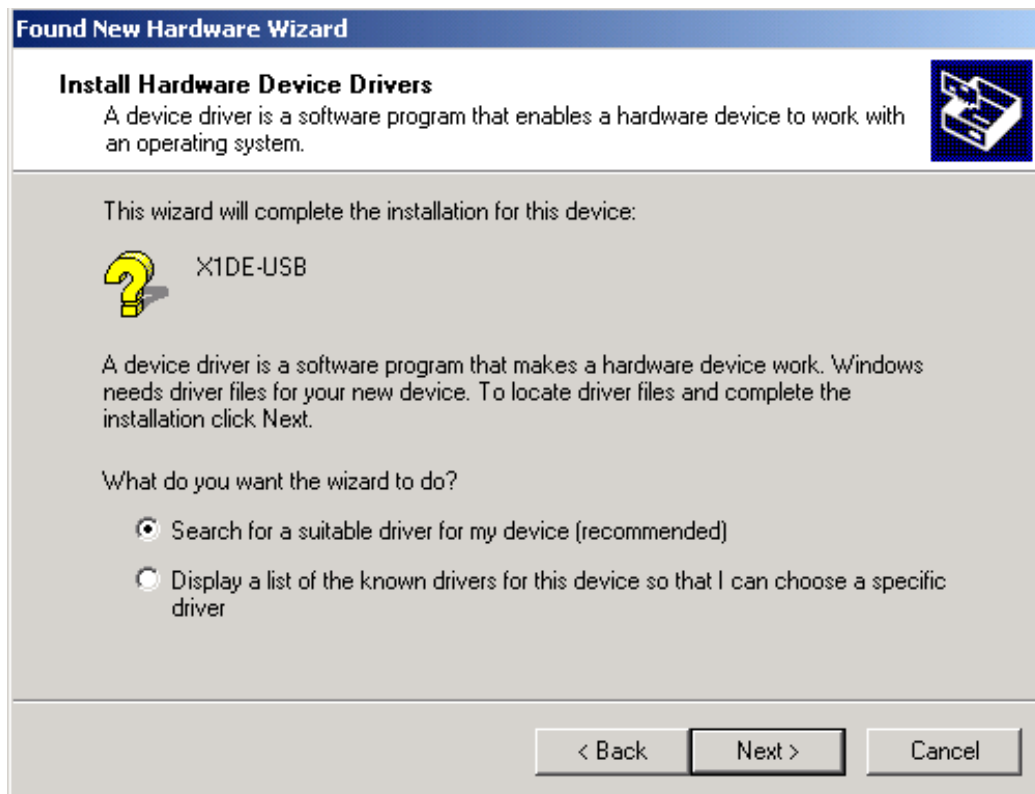 Found New Hardware Wizard
Install Hardware Device Drivers
A device driver is a software program that enables a hardware device to work with
an operating system.
This wizard will complete the installation for this device:
X1DE-USB
A device driver is a software program that makes a hardware device work. Windows
needs driver files for your new device. To locate driver files and complete the
installation click Next.
What do you want the wizard to do?
Search for a suitable driver for my device (recommended)
Display a list of the known drivers for this device so that I can choose a specific
driver
< Back
Next >
Cancel